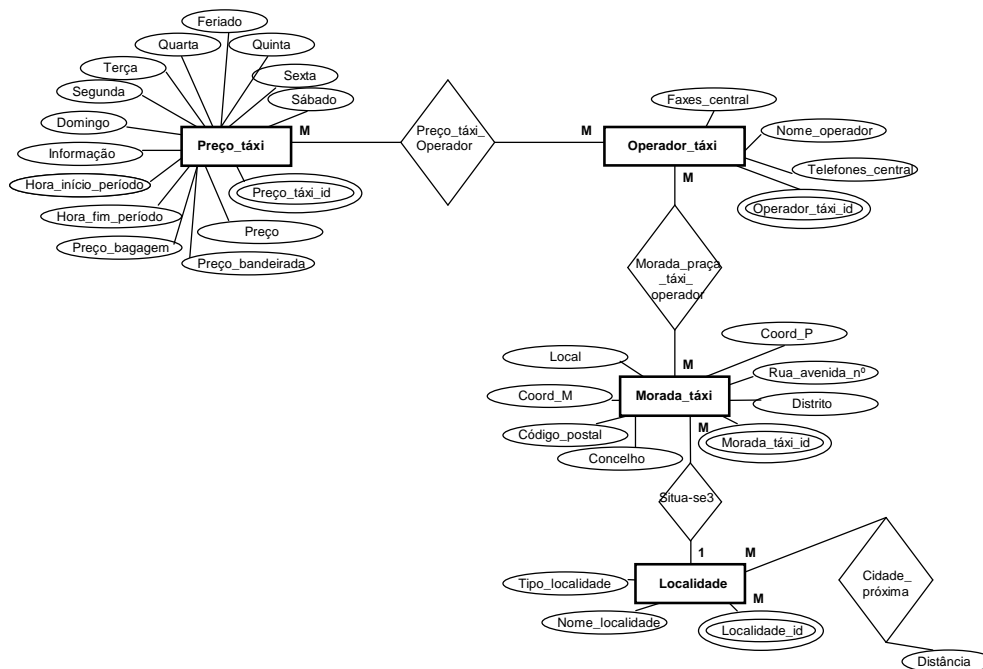 Feriado
Quarta
Quinta
Terça
Sexta
Segunda
Sábado
Domingo
Informação
Hora_início_período
Hora_fim_período
Preço_bagagem
Preço_bandeirada
Preço
Preço_táxi_id
Preço_táxi
M
Preço_táxi_
Operador
M
Operador_táxi
Faxes_central
Nome_operador
Telefones_central
Operador_táxi_id
M
Morada_praça
_táxi_
operador
M
Coord_P
Local
Rua_avenida_nº
Coord_M
Morada_táxi
Distrito
Código_postal
Morada_táxi_id
Concelho
M
Situa-se3
1
M
Tipo_localidade
Localidade
M
Nome_localidade
Localidade_id
Cidade_
próxima
Distância